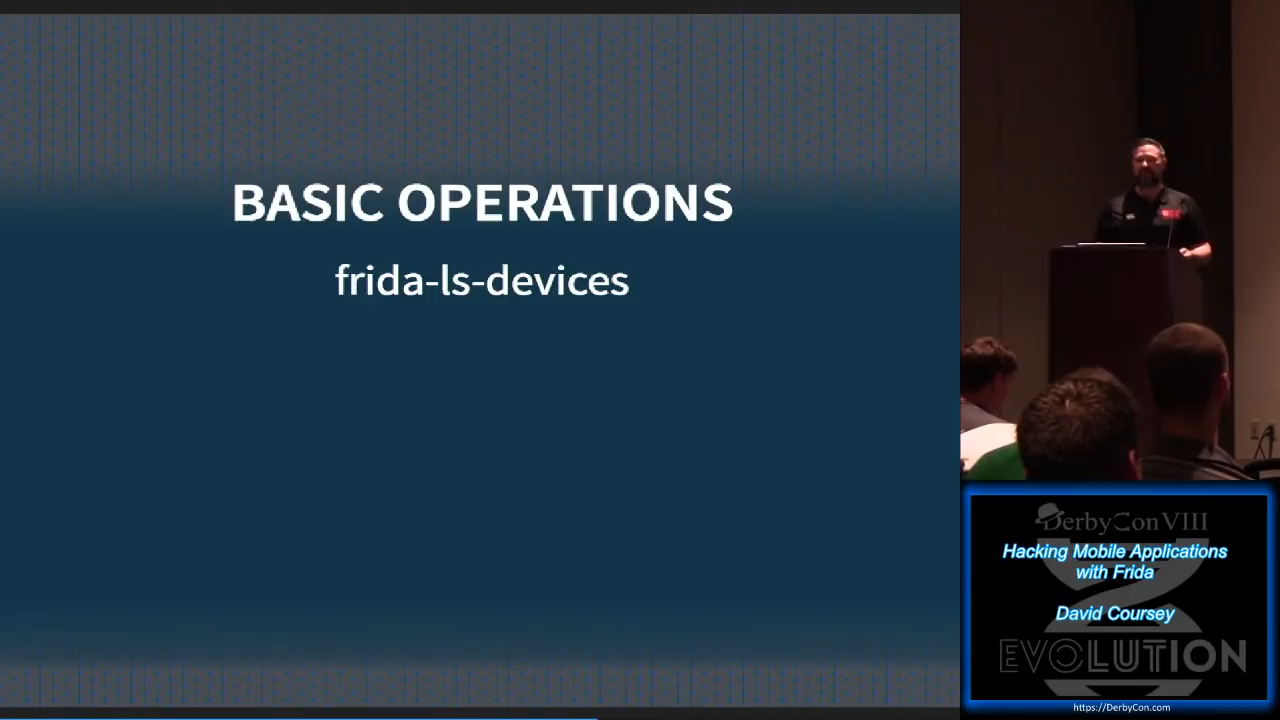 BASIC OPERATIONS
frida-ls-devices
DerbyCon VIII
Hacking Mobile Applications
with Frida
David Coursey
EVOLUTION
https://DerbyCon.com